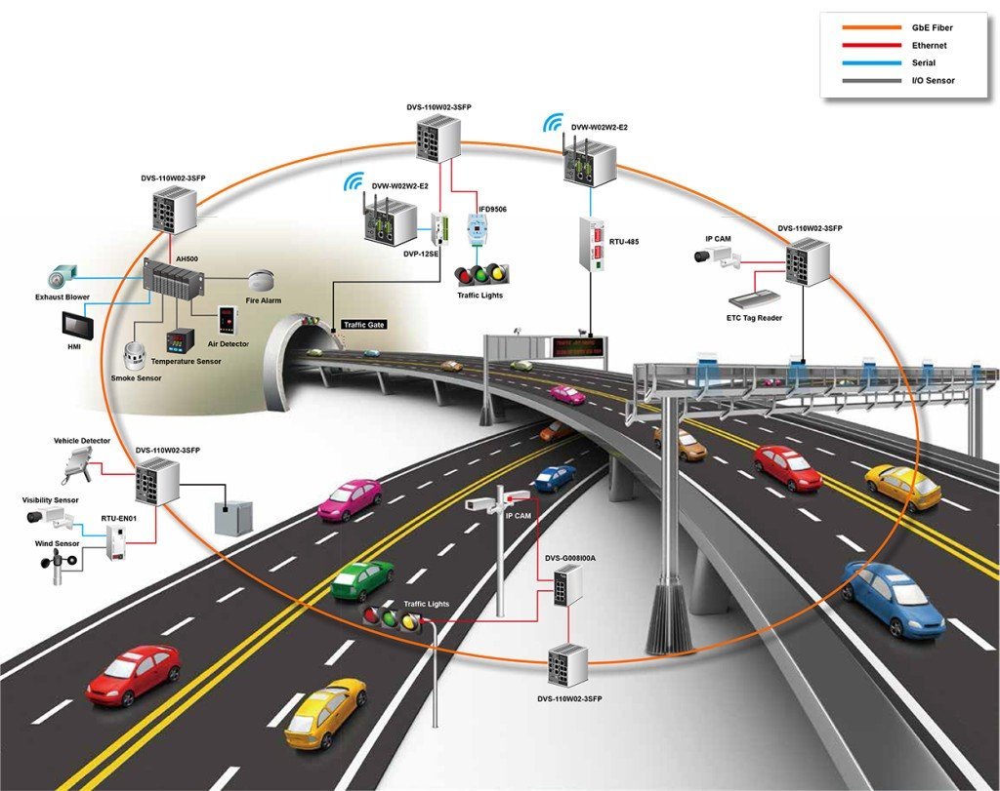 GbE Fiber
Ethernet
Serial
I/O Sensor
DVS-110W02-3SFP
DVW-W02W2-E2
DVS-110W02-3SFP
DVW-W02W2-E2
IFD9506
DVP-12SE
RTU-485
DVS-110W02-3SFP
IP CAM
AH500
Exhaust Blower
Fire Alarm
Traffic Lights
ETC Tag Reader
HMI
Traffic Gate
Air Detector
Temperature Sensor
Smoke Sensor
Vehicle Detector
DVS-110W02-3SFP
Visibility Sensor
RTU-EN01
IP CAM
Wind Sensor
DVS-G008I00A
Traffic Lights
DVS-110W02-3SFP